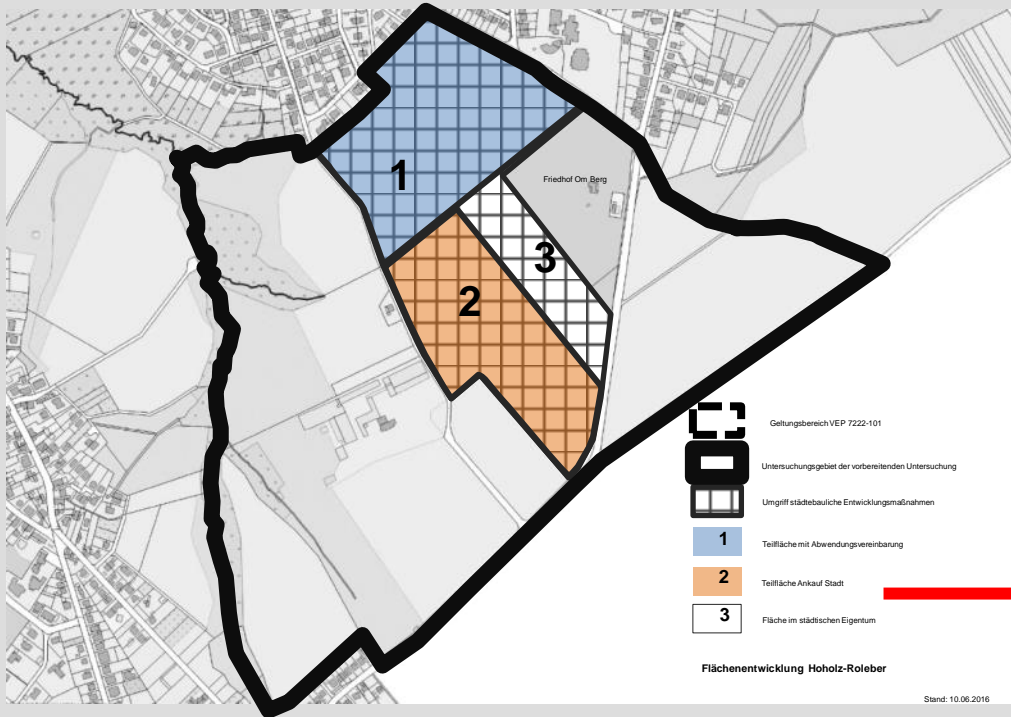 1
Friedhof Om Berg
3
2
Geltungsbereich VEP 7222-101
Untersuchungsgebiet der vorbereitenden Untersuchung
Umgriff städtebauliche Entwicklungsmaßnahmen
1 Teilfläche mit Abwendungsvereinbarung
2 Teilfläche Ankauf Stadt
3 Fläche im städtischen Eigentum
Flächenentwicklung Hoholz-Roleber
Stand: 10.06.2016